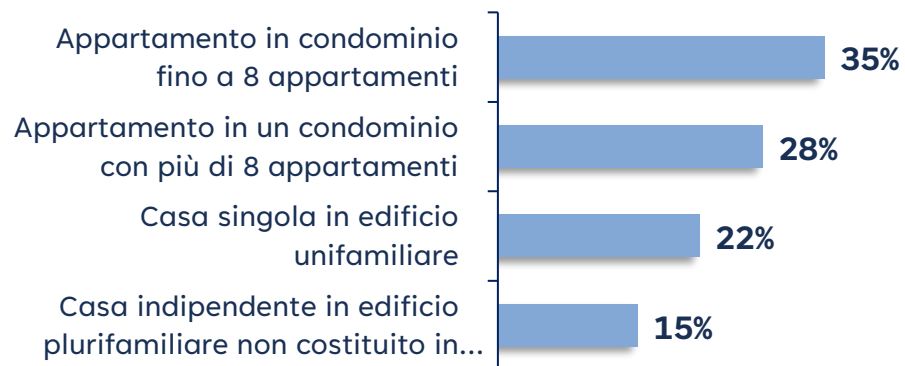 Appartamento in condominio
fino a 8 appartamenti
35%
Appartamento in un condominio
con più di 8 appartamenti
28%
Casa singola in edificio
unifamiliare
22%
Casa indipendente in edificio
plurifamiliare non costituito in...
15%